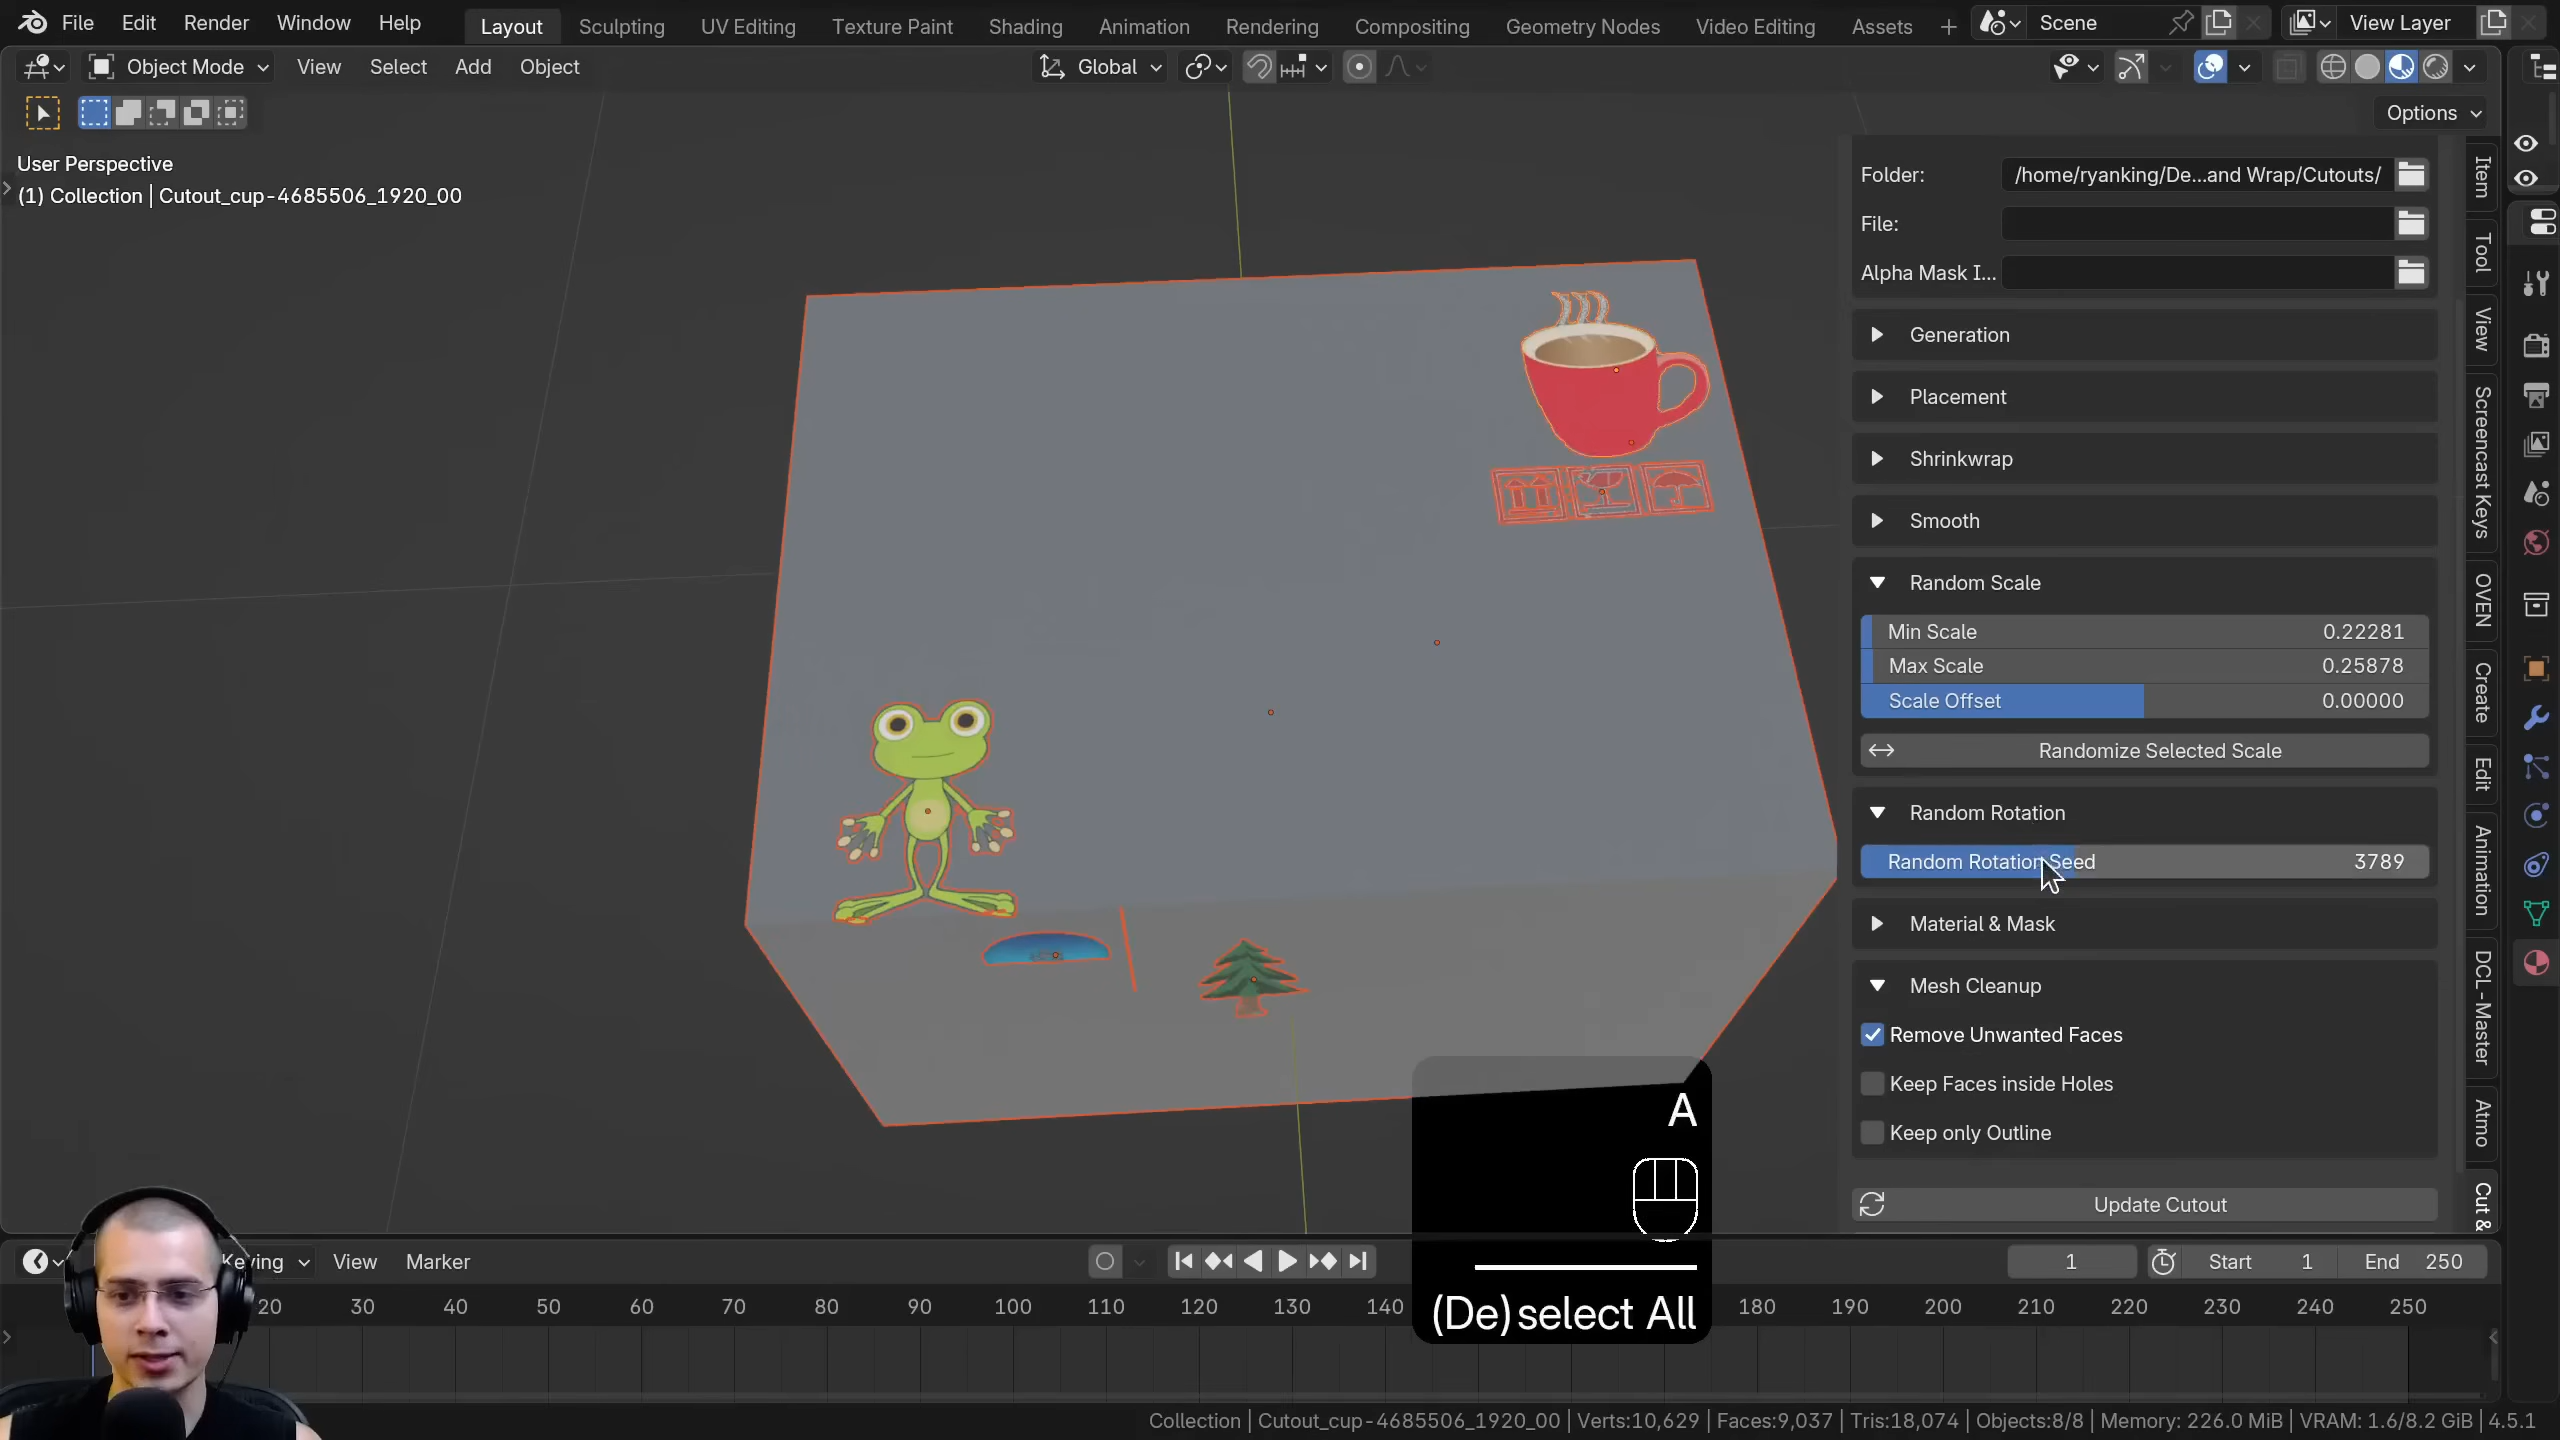 File Edit Render Window Help Layout Sculpting UV Editing Texture Paint Shading Animation Rendering Compositing Geometry Nodes Video Editing Assets + Scene View Layer
Object Mode View Select Add Object Global
Options
User Perspective
(1) Collection | Cutout_cup-4685506_1920_00
Folder: /home/ryanking/De...and Wrap/Cutouts/
File:
Alpha Mask I...
Generation
Placement
Shrinkwrap
Smooth
Random Scale
Min Scale 0.22281
Max Scale 0.25878
Scale Offset 0.00000
Randomize Selected Scale
Random Rotation
Random Rotation Seed 3789
Material & Mask
Mesh Cleanup
Remove Unwanted Faces
Keep Faces inside Holes
Keep only Outline
Update Cutout
Item
Tool
View
Screencast Keys
OVEN
Create
Edit
Animation
DCL-Master
Atmo
Cut &
A
(De)select All
Keying View Marker 1 Start 1 End 250
20 30 40 50 60 70 80 90 100 110 120 130 140 180 190 200 210 220 230 240 250
Collection | Cutout_cup-4685506_1920_00 | Verts:10,629 | Faces:9,037 | Tris:18,074 | Objects:8/8 | Memory: 226.0 MiB | VRAM: 1.6/8.2 GiB | 4.5.1